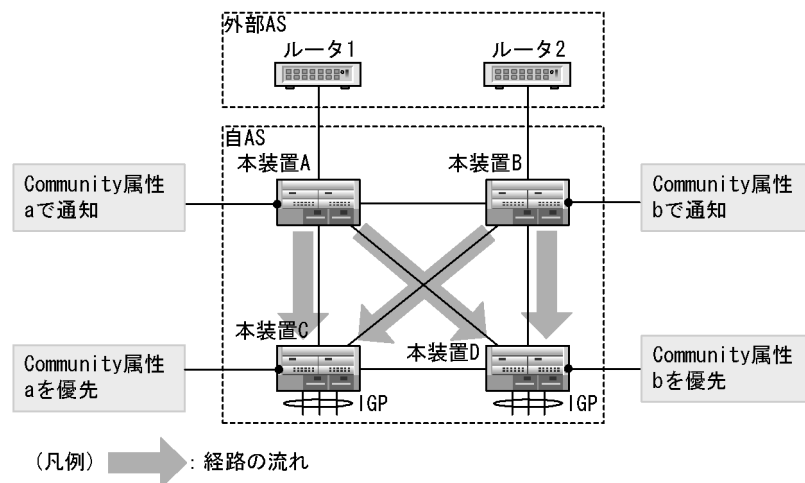 外部AS
ルータ1
ルータ2
自AS
本装置A
本装置B
Community属性
aで通知
Community属性
bで通知
本装置C
本装置D
Community属性
aを優先
Community属性
bを優先
IGP
IGP
(凡例)
：経路の流れ